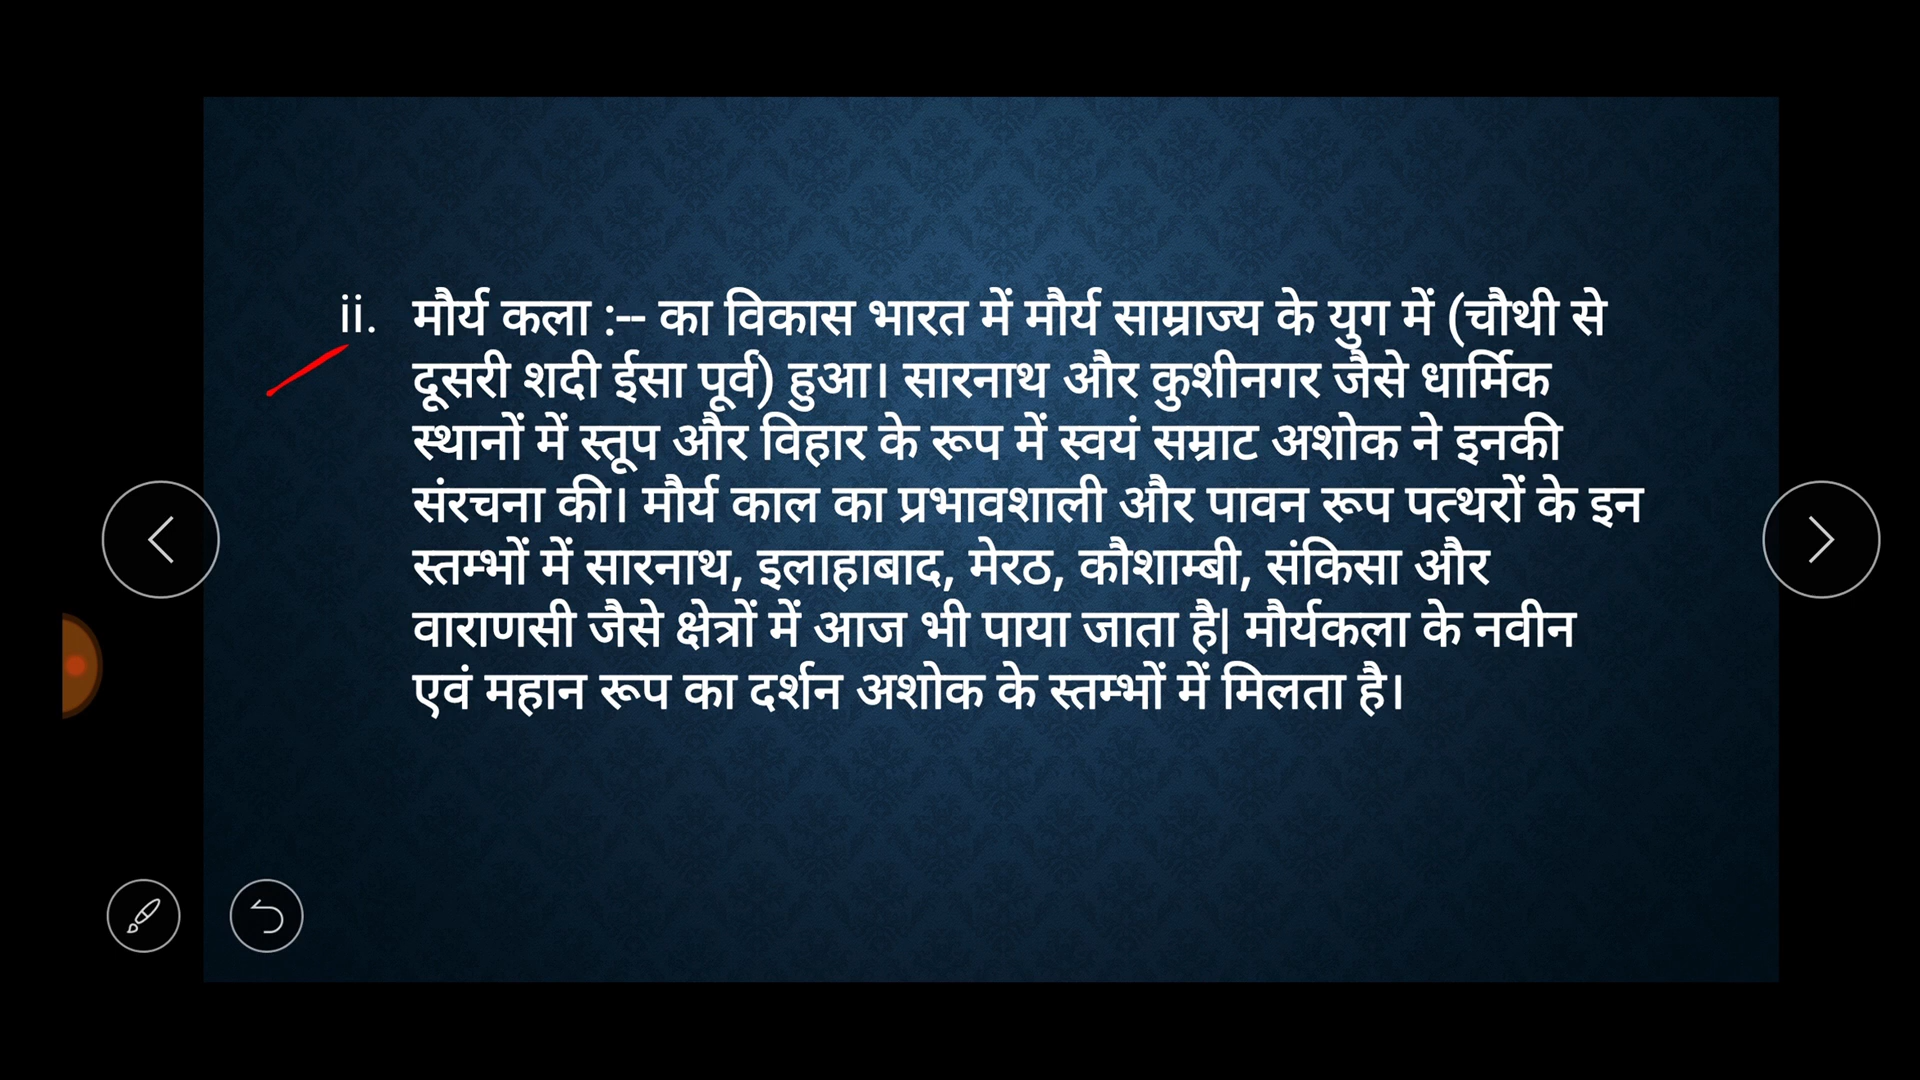 ii. मौर्य कला :-- का विकास भारत में मौर्य साम्राज्य के युग में (चौथी से
दूसरी शदी ईसा पूर्व) हुआ। सारनाथ और कुशीनगर जैसे धार्मिक
स्थानों में स्तूप और विहार के रूप में स्वयं सम्राट अशोक ने इनकी
संरचना की। मौर्य काल का प्रभावशाली और पावन रूप पत्थरों के इन
स्तम्भों में सारनाथ, इलाहाबाद, मेरठ, कौशाम्बी, संकिसा और
वाराणसी जैसे क्षेत्रों में आज भी पाया जाता है| मौर्यकला के नवीन
एवं महान रूप का दर्शन अशोक के स्तम्भों में मिलता है।